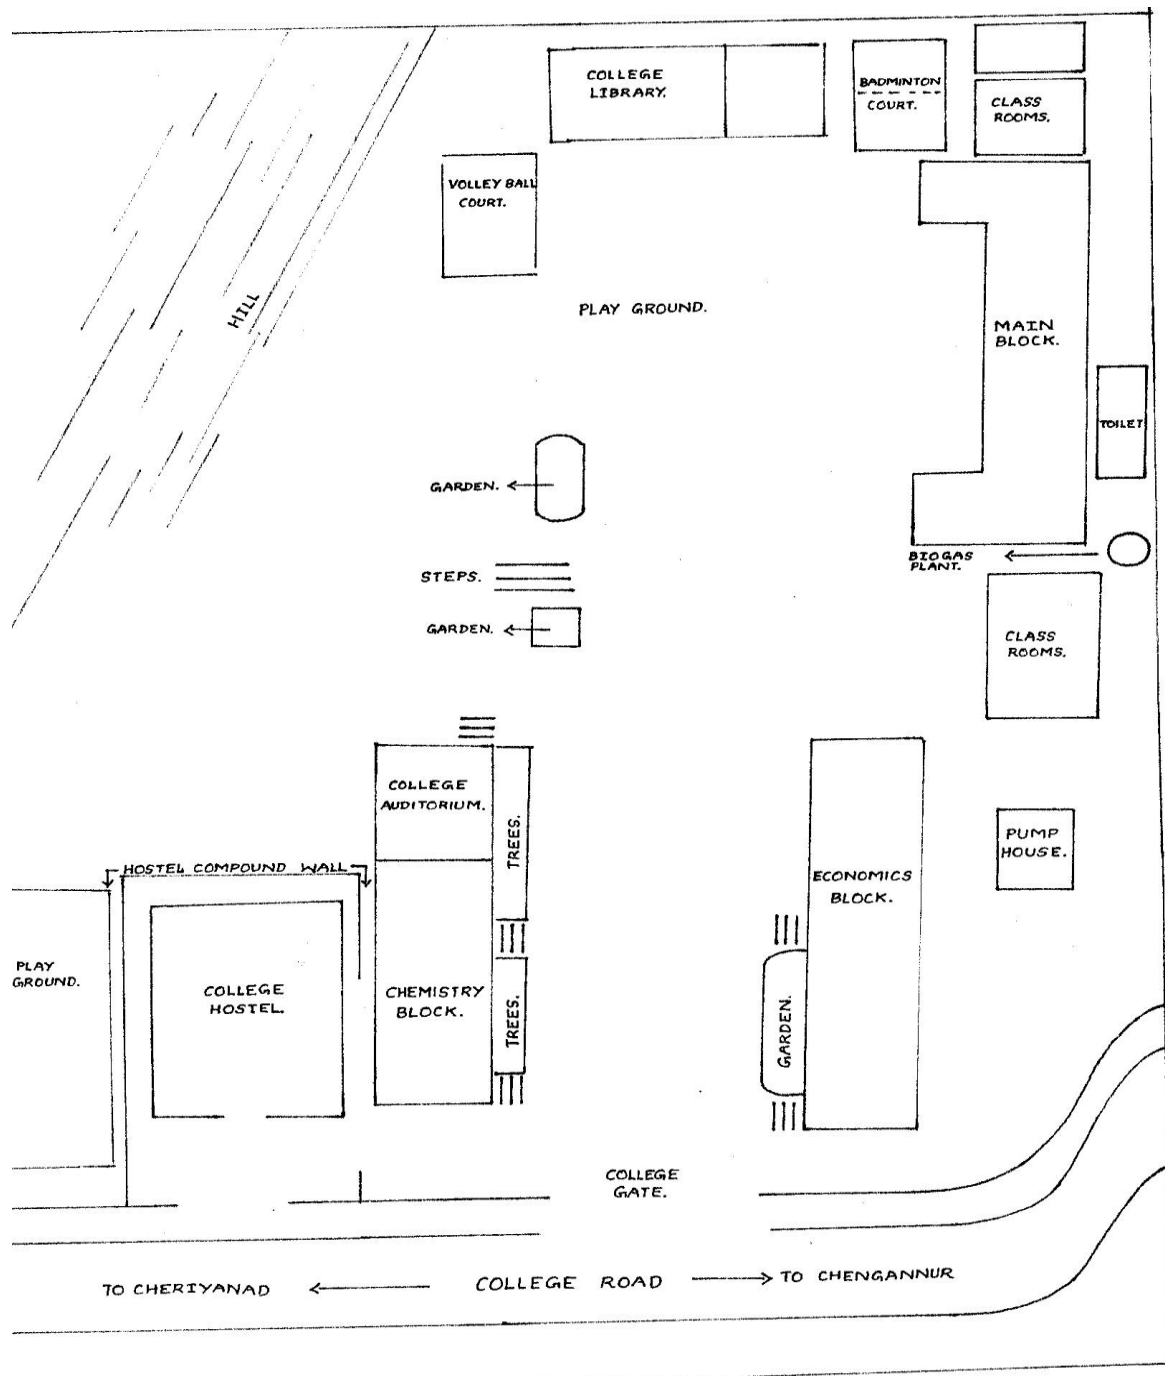 COLLEGE
LIBRARY.
BADMINTON
COURT.
CLASS
ROOMS.
VOLLEY BALL
COURT.
HILL
PLAY GROUND.
MAIN
BLOCK.
TOILET
GARDEN.
BIOGAS
PLANT.
STEPS.
GARDEN.
CLASS
ROOMS.
COLLEGE
AUDITORIUM.
TREES.
PUMP
HOUSE.
HOSTEL COMPOUND WALL
ECONOMICS
BLOCK.
PLAY
GROUND.
COLLEGE
HOSTEL.
CHEMISTRY
BLOCK.
TREES.
GARDEN.
COLLEGE
GATE.
TO CHERIYANAD
COLLEGE ROAD
TO CHENGANNUR